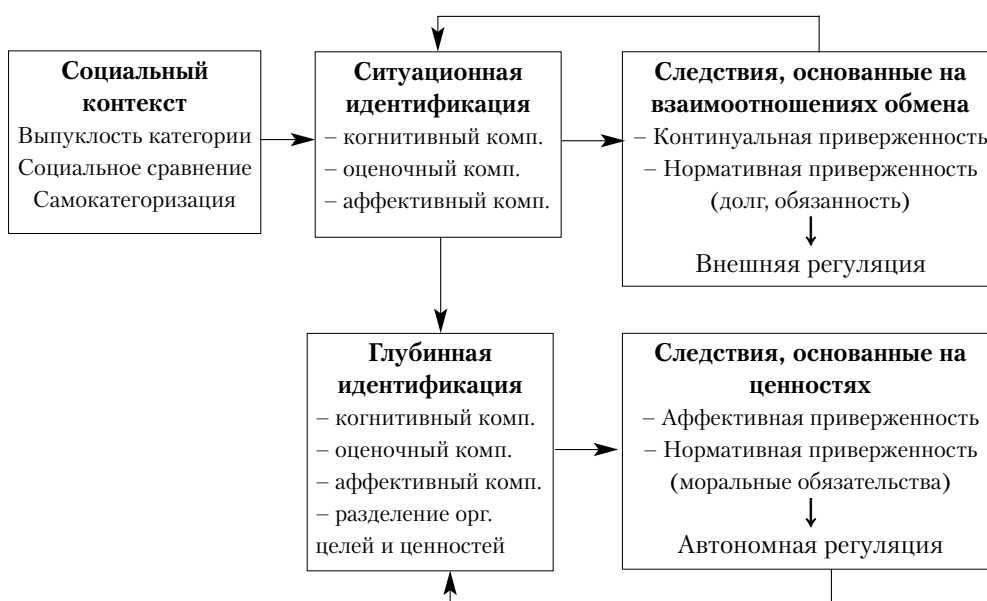 Социальный
контекст
Выпуклость категории
Социальное сравнение
Самокатегоризация
Ситуационная
идентификация
– когнитивный комп.
– оценочный комп.
– аффективный комп.
Следствия, основанные на
взаимоотношениях обмена
– Континуальная приверженность
– Нормативная приверженность
(долг, обязанность)
Внешняя регуляция
Глубинная
идентификация
– когнитивный комп.
– оценочный комп.
– аффективный комп.
– разделение орг.
целей и ценностей
Следствия, основанные на
ценностях
– Аффективная приверженность
– Нормативная приверженность
(моральные обязательства)
Автономная регуляция